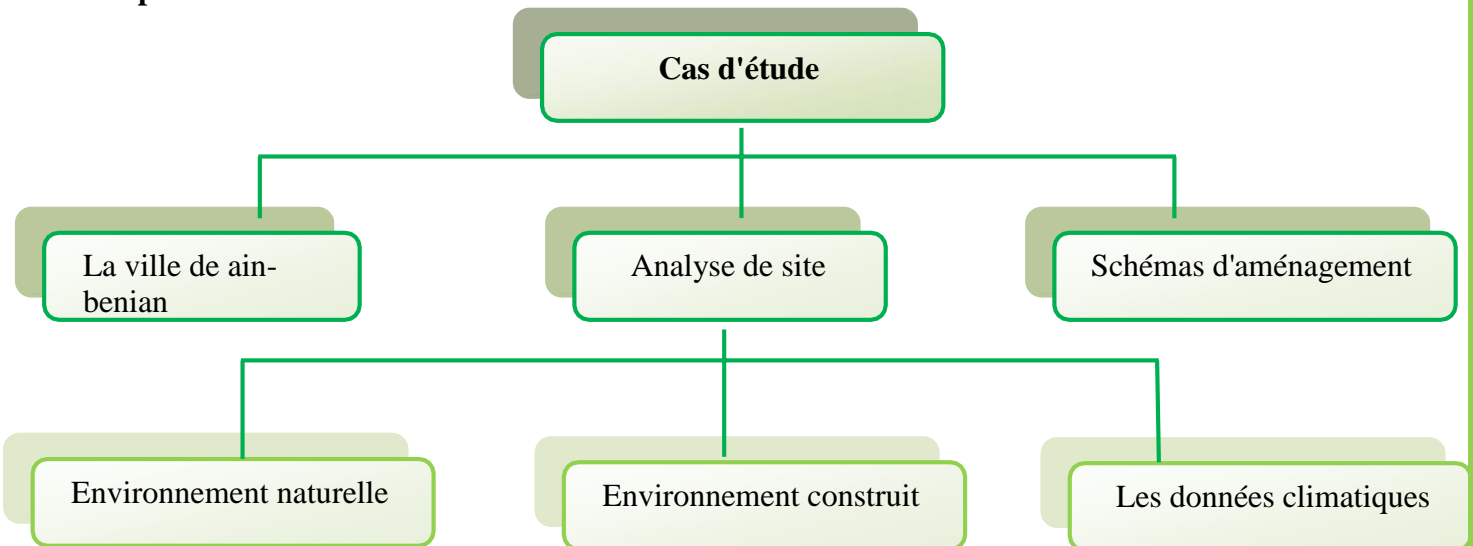 Cas d'étude
La ville de ain-
benian
Analyse de site
Schémas d'aménagement
Environnement naturelle
Environnement construit
Les données climatiques